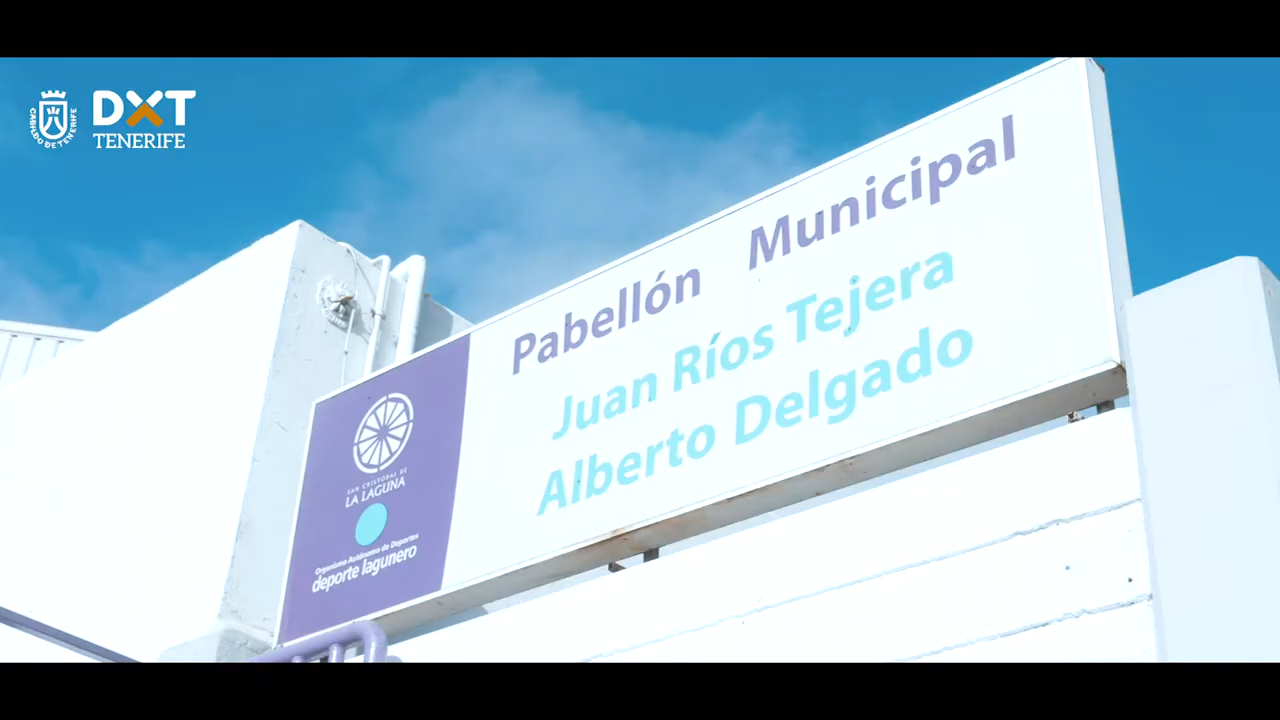 CABILDO DE TENERIFE
DXT
TENERIFE
Pabellón Municipal
Juan Ríos Tejera
Alberto Delgado
SAN CRISTÓBAL DE
LA LAGUNA
Organismo Autónomo de Deportes
deporte lagunero